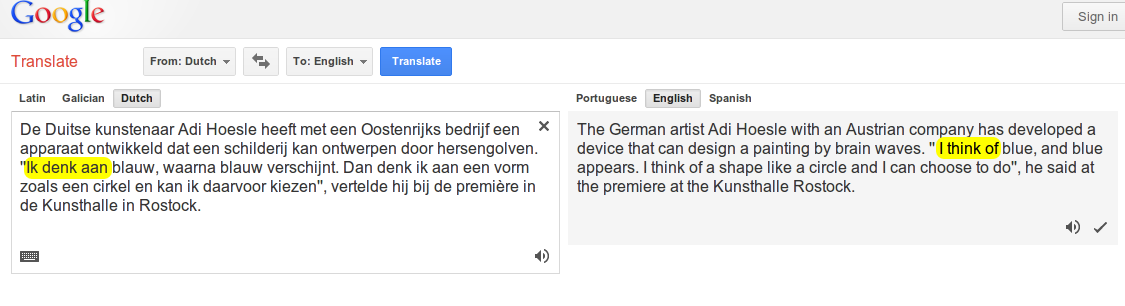 Google
Sign in
Translate
From: Dutch
To: English
Translate
Latin Galician Dutch
Portuguese English Spanish
De Duitse kunstenaar Adi Hoesle heeft met een Oostenrijks bedrijf een
apparaat ontwikkeld dat een schilderij kan ontwerpen door hersengolven.
"Ik denk aan blauw, waarna blauw verschijnt. Dan denk ik aan een vorm
zoals een cirkel en kan ik daarvoor kiezen", vertelde hij bij de première in
de Kunsthalle in Rostock.
The German artist Adi Hoesle with an Austrian company has developed a
device that can design a painting by brain waves. " I think of blue, and blue
appears. I think of a shape like a circle and I can choose to do", he said at
the premiere at the Kunsthalle Rostock.